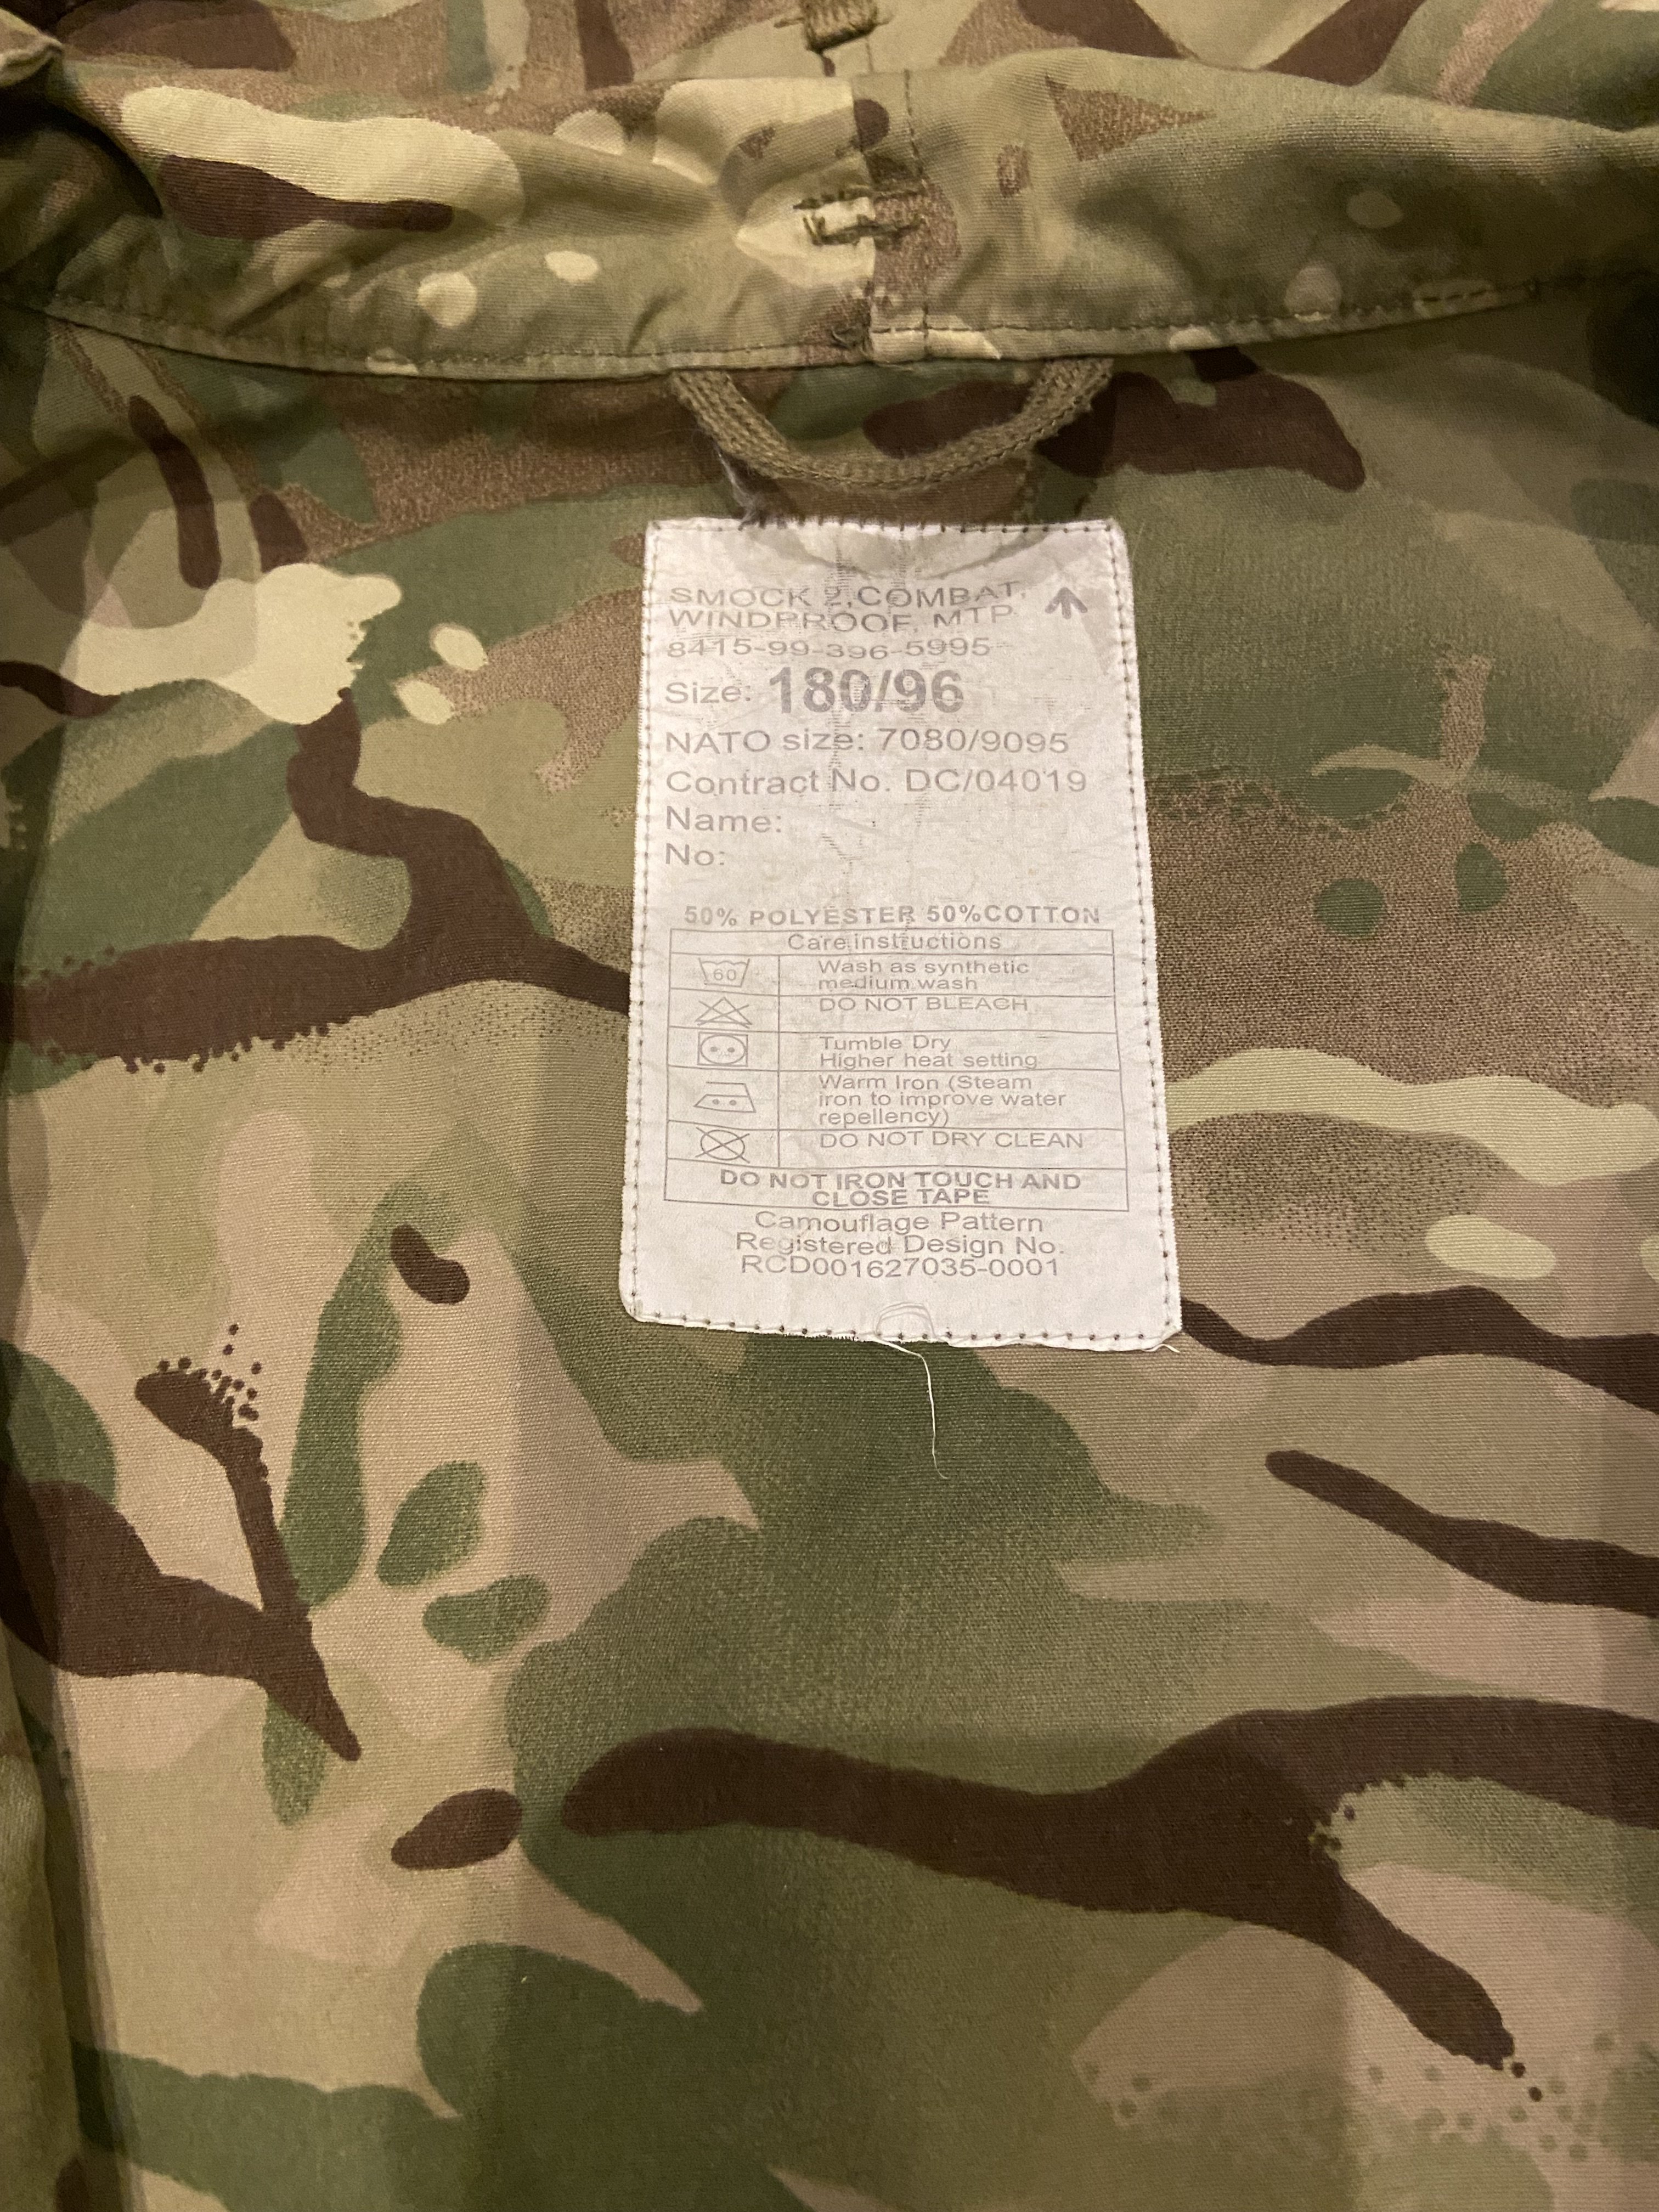 SMOCK 2, COMBAT,
WINDPROOF, MTP
8415-99-396-5995
Size: 180/96
NATO size: 7080/9095
Contract No. DC/04019
Name:
No:
50% POLYESTER 50%COTTON
Care instructions
60
Wash as synthetic
medium wash
DO NOT BLEACH
Tumble Dry
Higher heat setting
Warm Iron (Steam
iron to improve water
repellency)
DO NOT DRY CLEAN
DO NOT IRON TOUCH AND
CLOSE TAPE
Camouflage Pattern
Registered Design No.
RCD001627035-0001